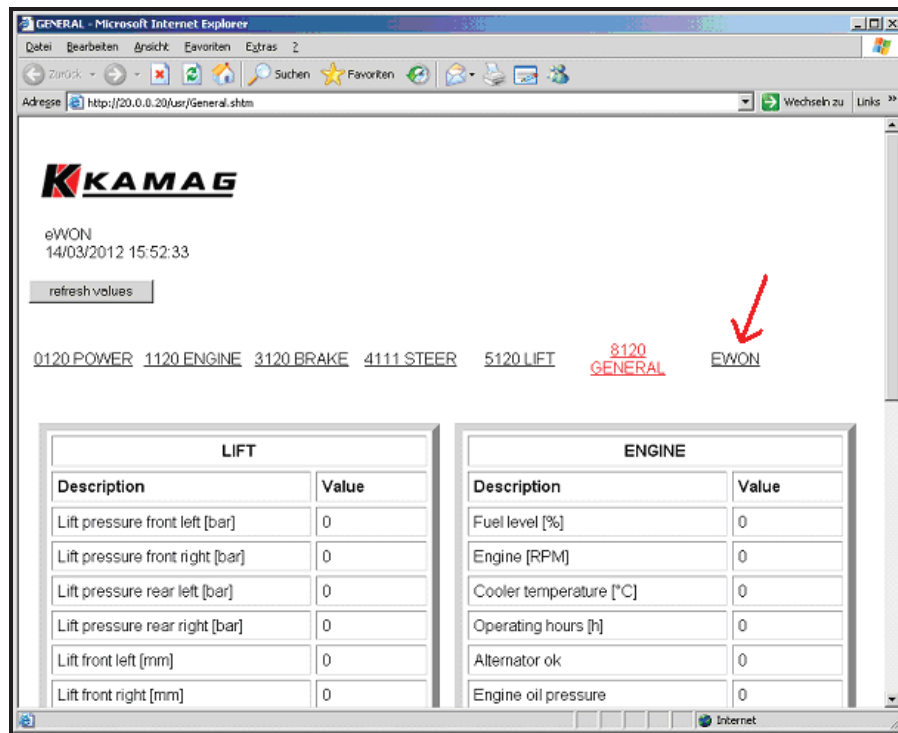 GENERAL - Microsoft Internet Explorer
Datei Bearbeiten Ansicht Favoriten Extras ?
Zurück Suchen Favoriten
Adresse http://20.0.0.20/usr/General.shtm Wechseln zu Links »
KAMAG
eWON
14/03/2012 15:52:33
refresh values
0120 POWER 1120 ENGINE 3120 BRAKE 4111 STEER 5120 LIFT 8120 GENERAL EWON
LIFT ENGINE
Description Value Description Value
Lift pressure front left [bar] 0 Fuel level [%] 0
Lift pressure front right [bar] 0 Engine [RPM] 0
Lift pressure rear left [bar] 0 Cooler temperature [°C] 0
Lift pressure rear right [bar] 0 Operating hours [h] 0
Lift front left [mm] 0 Alternator ok 0
Lift front right [mm] 0 Engine oil pressure 0
Internet